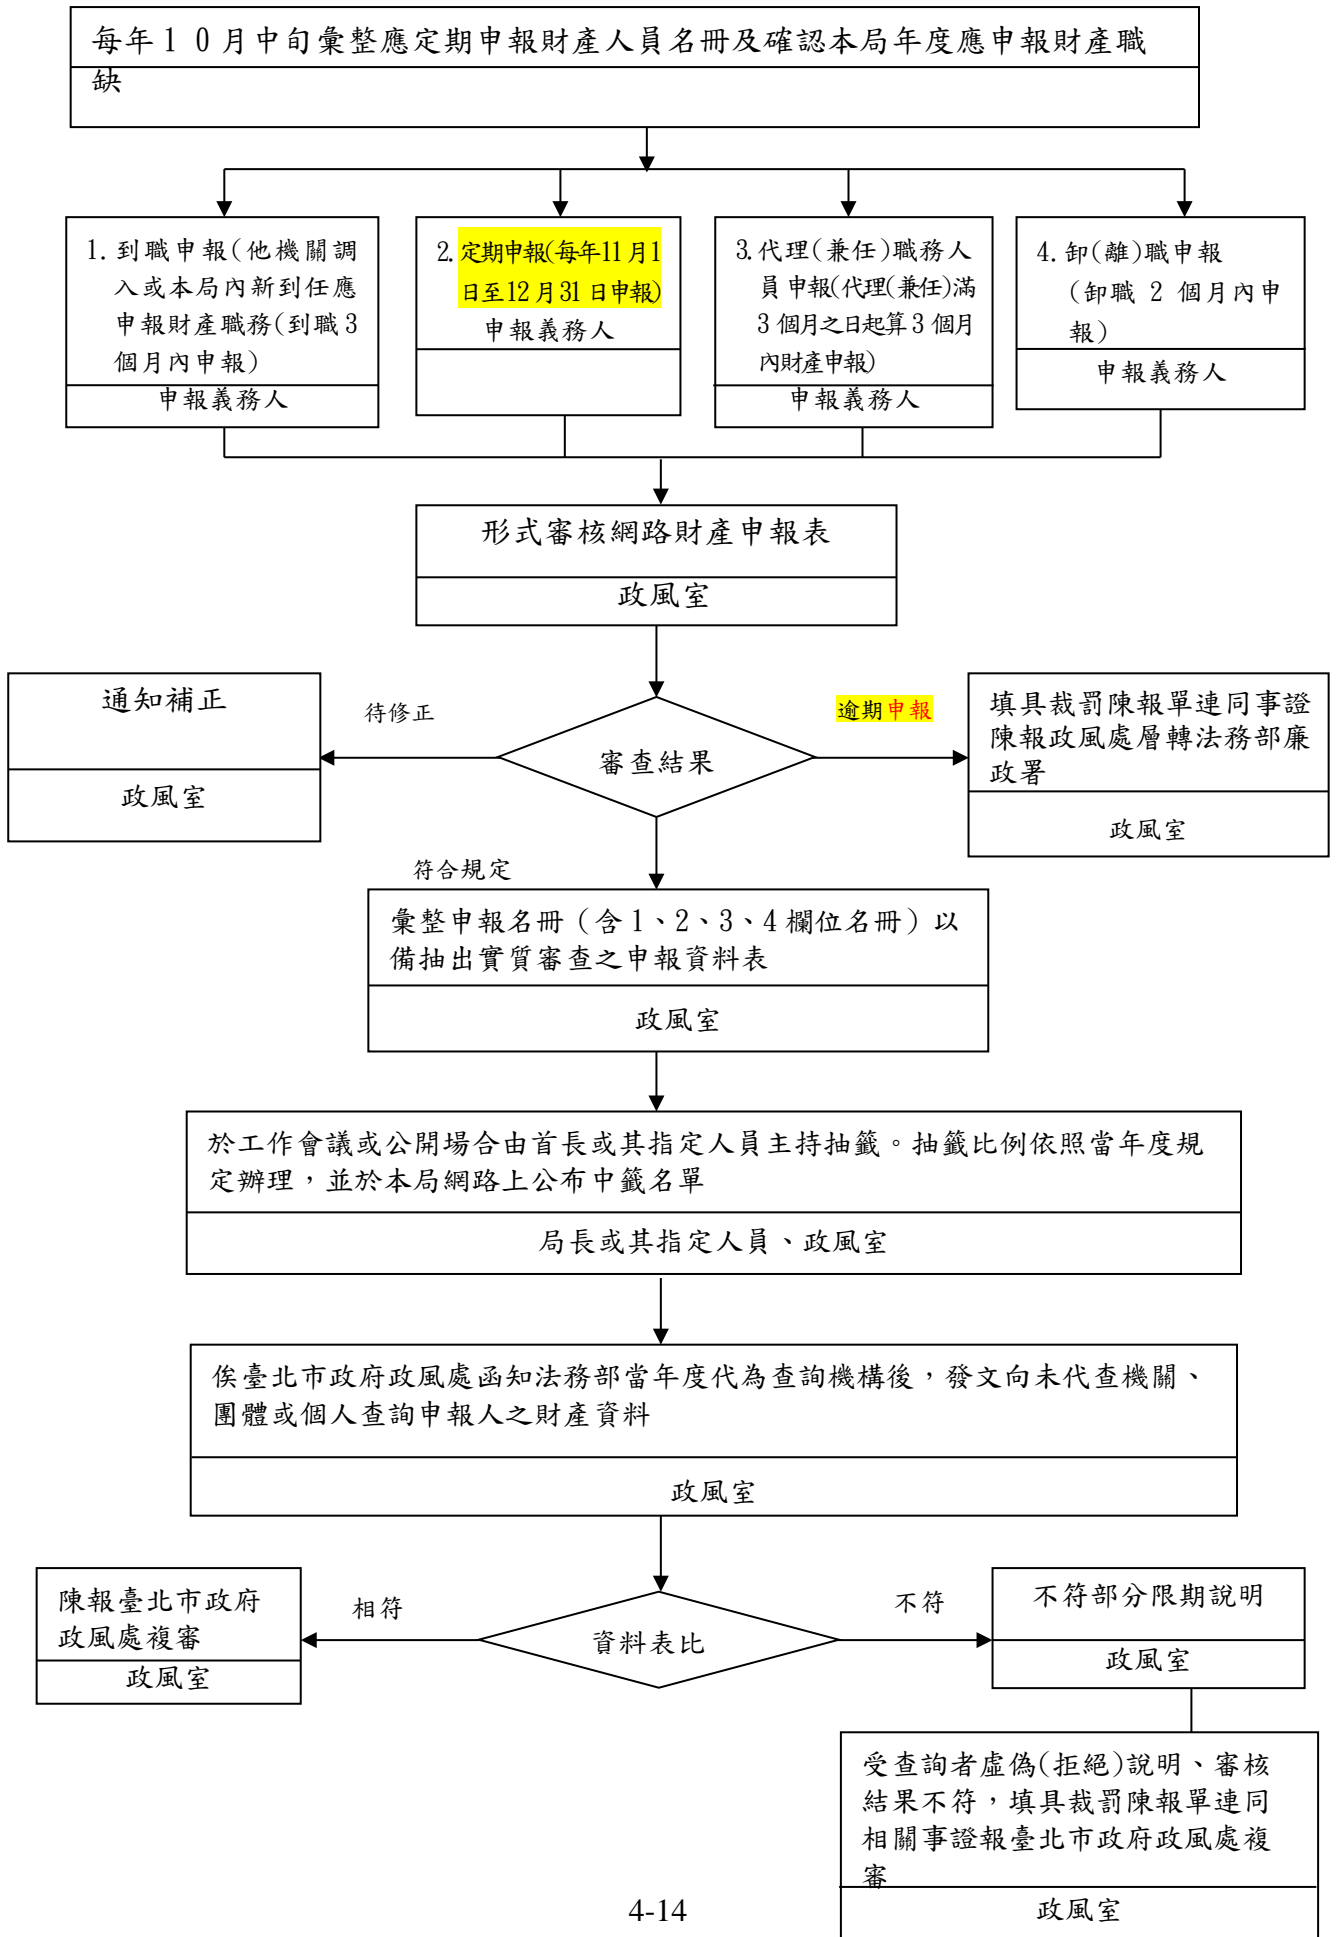 每年10月中旬彙整應定期申報財產人員名冊及確認本局年度應申報財產職
缺
1.到職申報(他機關調
入或本局內新到任應
申報財產職務(到職3
個月內申報)
申報義務人
2.定期申報(每年11月1
日至12月31日申報)
申報義務人
3.代理(兼任)職務人
員申報(代理(兼任)滿
3個月之日起算3個月
內財產申報)
申報義務人
4.卸(離)職申報
(卸職 2 個月內申
報)
申報義務人
形式審核網路財產申報表
政風室
通知補正
政風室
待修正
審查結果
逾期申報
填具裁罰陳報單連同事證
陳報政風處層轉法務部廉
政署
政風室
符合規定
彙整申報名冊（含1、2、3、4欄位名冊）以
備抽出實質審查之申報資料表
政風室
於工作會議或公開場合由首長或其指定人員主持抽籤。抽籤比例依照當年度規
定辦理，並於本局網路上公布中籤名單
局長或其指定人員、政風室
俟臺北市政府政風處函知法務部當年度代為查詢機構後，發文向未代查機關、
團體或個人查詢申報人之財產資料
政風室
陳報臺北市政府
政風處複審
政風室
相符
資料表比
不符
不符部分限期說明
政風室
受查詢者虛偽(拒絕)說明、審核
結果不符，填具裁罰陳報單連同
相關事證報臺北市政府政風處複
審
政風室
4-14